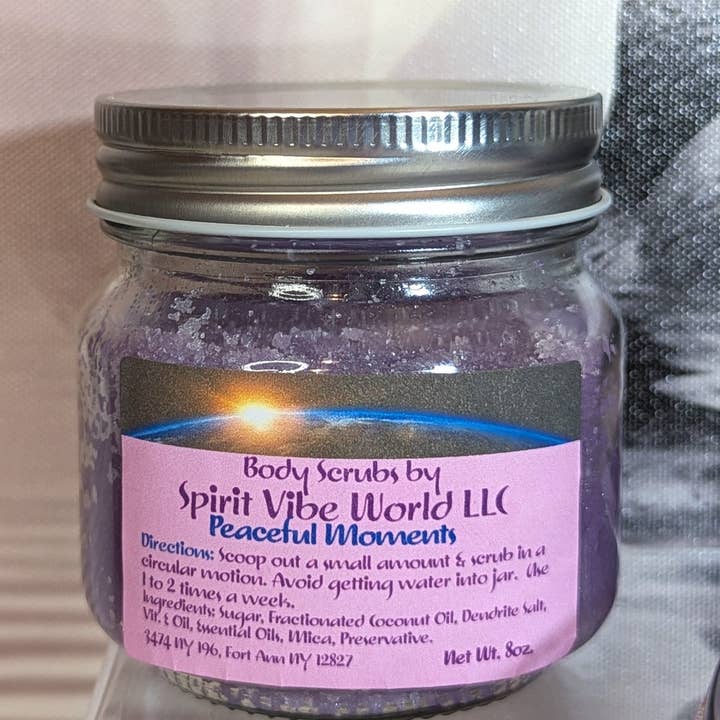 Body Scrubs by
Spirit Vibe World LLC
Peaceful Moments
Directions: Scoop out a small amount & scrub in a
circular motion. Avoid getting water into jar. Use
1 to 2 times a week.
Ingredients: Sugar, Fractionated Coconut Oil, Dendrite Salt,
Vit. E Oil, Essential Oils, Mica, Preservative.
3474 NY 196, Fort Ann NY 12827 Net Wt. 8oz.